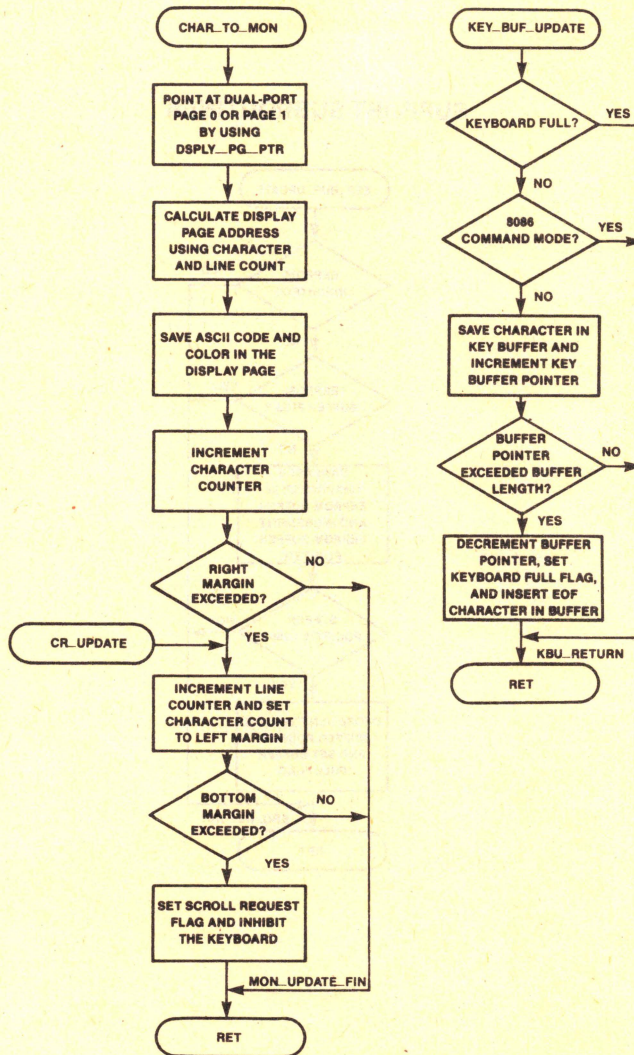 CHAR_TO_MON
POINT AT DUAL-PORT
PAGE 0 OR PAGE 1
BY USING
DSPLY_PG_PTR
CALCULATE DISPLAY
PAGE ADDRESS
USING CHARACTER
AND LINE COUNT
SAVE ASCII CODE AND
COLOR IN THE
DISPLAY PAGE
INCREMENT
CHARACTER
COUNTER
RIGHT
MARGIN
EXCEEDED?
NO
YES
CR_UPDATE
INCREMENT LINE
COUNTER AND SET
CHARACTER COUNT
TO LEFT MARGIN
BOTTOM
MARGIN
EXCEEDED?
NO
YES
SET SCROLL REQUEST
FLAG AND INHIBIT
THE KEYBOARD
MON_UPDATE_FIN
RET
KEY_BUF_UPDATE
KEYBOARD FULL?
YES
NO
8086
COMMAND MODE?
YES
NO
SAVE CHARACTER IN
KEY BUFFER AND
INCREMENT KEY
BUFFER POINTER
BUFFER
POINTER
EXCEEDED BUFFER
LENGTH?
NO
YES
DECREMENT BUFFER
POINTER, SET
KEYBOARD FULL FLAG,
AND INSERT EOF
CHARACTER IN BUFFER
KBU_RETURN
RET